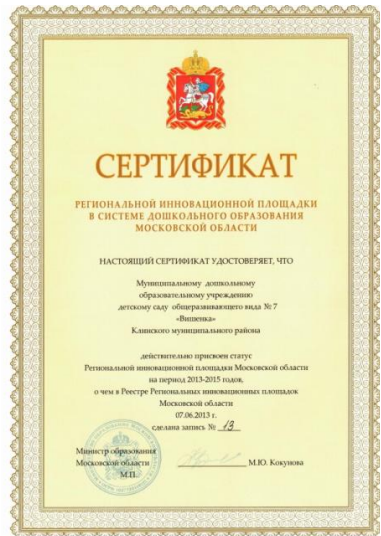 СЕРТИФИКАТ
РЕГИОНАЛЬНОЙ ИННОВАЦИОННОЙ ПЛОЩАДКИ
В СИСТЕМЕ ДОШКОЛЬНОГО ОБРАЗОВАНИЯ
МОСКОВСКОЙ ОБЛАСТИ
НАСТОЯЩИЙ СЕРТИФИКАТ УДОСТОВЕРЯЕТ, ЧТО
Муниципальному дошкольному
образовательному учреждению
детскому саду общеразвивающего вида № 7
«Вишенка»
Клинского муниципального района
действительно присвоен статус
Региональной инновационной площадки Московской области
на период 2013-2015 годов,
о чем в Реестре Региональных инновационных площадок
Московской области
07.06.2013 г.
сделана запись № 13
Министр образования
Московской области
М.Ю. Кокунова
М.П.